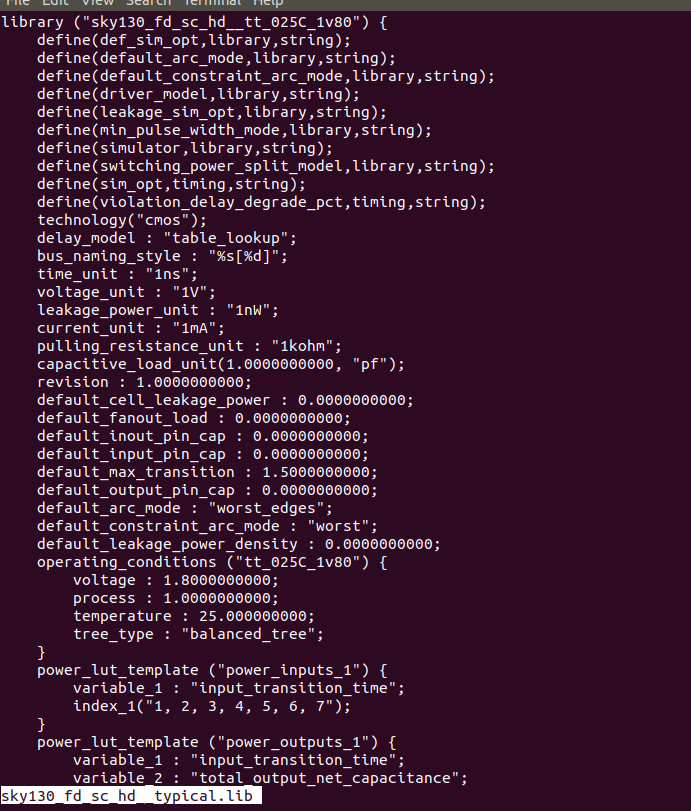 File Edit View Search Terminal Help
library ("sky130_fd_sc_hd__tt_025C_1v80") {
    define(def_sim_opt,library,string);
    define(default_arc_mode,library,string);
    define(default_constraint_arc_mode,library,string);
    define(driver_model,library,string);
    define(leakage_sim_opt,library,string);
    define(min_pulse_width_mode,library,string);
    define(simulator,library,string);
    define(switching_power_split_model,library,string);
    define(sim_opt,timing,string);
    define(violation_delay_degrade_pct,timing,string);
    technology("cmos");
    delay_model : "table_lookup";
    bus_naming_style : "%s[%d]";
    time_unit : "1ns";
    voltage_unit : "1V";
    leakage_power_unit : "1nW";
    current_unit : "1mA";
    pulling_resistance_unit : "1kohm";
    capacitive_load_unit(1.0000000000, "pf");
    revision : 1.0000000000;
    default_cell_leakage_power : 0.0000000000;
    default_fanout_load : 0.0000000000;
    default_inout_pin_cap : 0.0000000000;
    default_input_pin_cap : 0.0000000000;
    default_max_transition : 1.5000000000;
    default_output_pin_cap : 0.0000000000;
    default_arc_mode : "worst_edges";
    default_constraint_arc_mode : "worst";
    default_leakage_power_density : 0.0000000000;
    operating_conditions ("tt_025C_1v80") {
        voltage : 1.8000000000;
        process : 1.0000000000;
        temperature : 25.000000000;
        tree_type : "balanced_tree";
    }
    power_lut_template ("power_inputs_1") {
        variable_1 : "input_transition_time";
        index_1("1, 2, 3, 4, 5, 6, 7");
    }
    power_lut_template ("power_outputs_1") {
        variable_1 : "input_transition_time";
        variable_2 : "total_output_net_capacitance";
sky130_fd_sc_hd__typical.lib